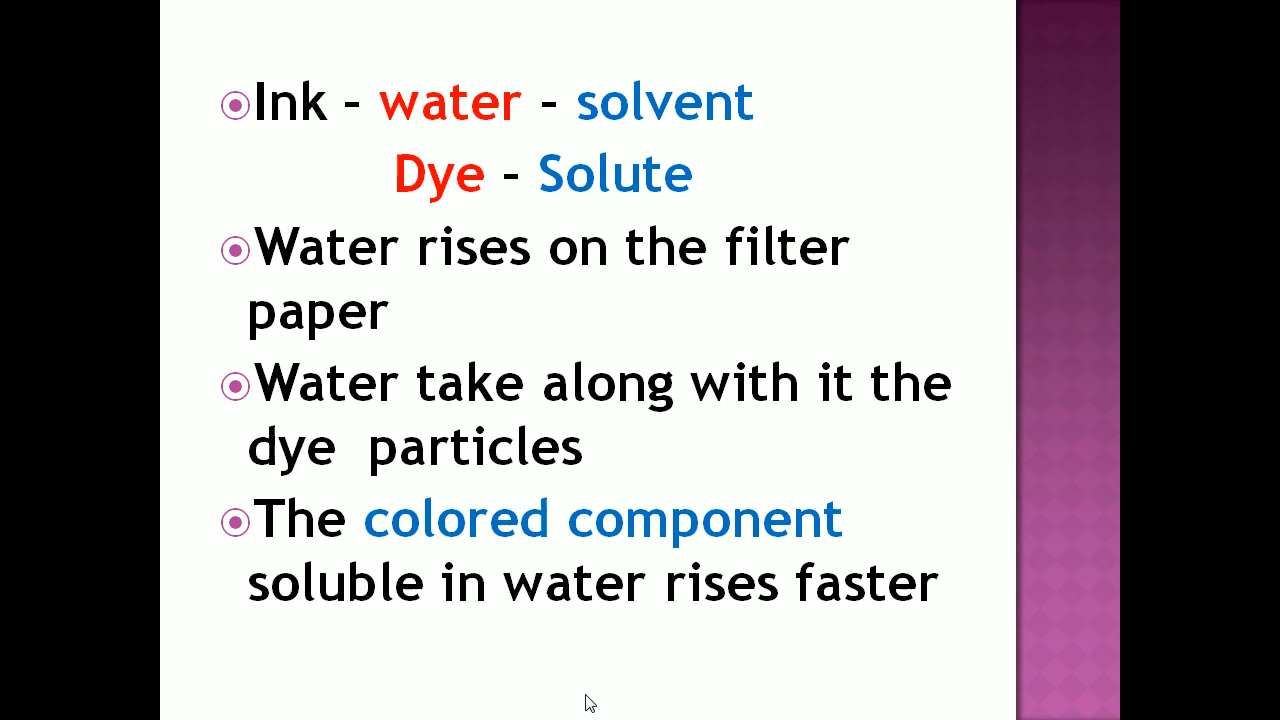 Ink – water – solvent
Dye – Solute
Water rises on the filter
paper
Water take along with it the
dye particles
The colored component
soluble in water rises faster